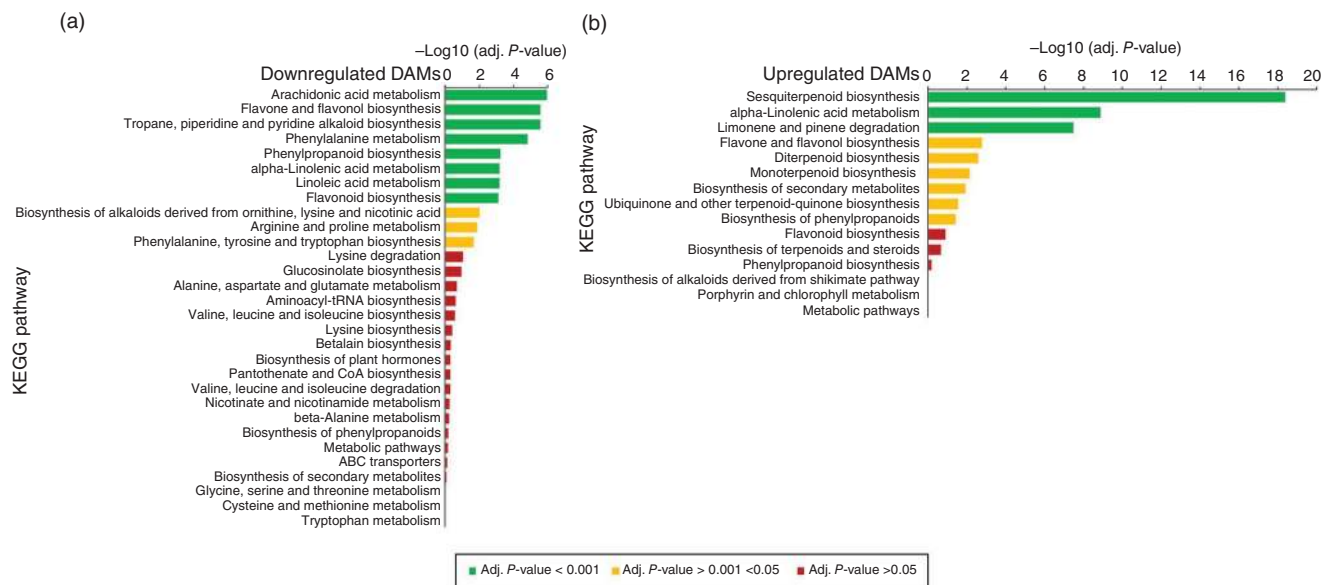 (a)
−Log10 (adj. P-value)
Downregulated DAMs
0 2 4 6
Arachidonic acid metabolism
Flavone and flavonol biosynthesis
Tropane, piperidine and pyridine alkaloid biosynthesis
Phenylalanine metabolism
Phenylpropanoid biosynthesis
alpha-Linolenic acid metabolism
Linoleic acid metabolism
Flavonoid biosynthesis
Biosynthesis of alkaloids derived from ornithine, lysine and nicotinic acid
Arginine and proline metabolism
Phenylalanine, tyrosine and tryptophan biosynthesis
Lysine degradation
Glucosinolate biosynthesis
Alanine, aspartate and glutamate metabolism
Aminoacyl-tRNA biosynthesis
Valine, leucine and isoleucine biosynthesis
Lysine biosynthesis
Betalain biosynthesis
Biosynthesis of plant hormones
Pantothenate and CoA biosynthesis
Valine, leucine and isoleucine degradation
Nicotinate and nicotinamide metabolism
beta-Alanine metabolism
Biosynthesis of phenylpropanoids
Metabolic pathways
ABC transporters
Biosynthesis of secondary metabolites
Glycine, serine and threonine metabolism
Cysteine and methionine metabolism
Tryptophan metabolism
KEGG pathway
(b)
−Log10 (adj. P-value)
Upregulated DAMs
0 2 4 6 8 10 12 14 16 18 20
Sesquiterpenoid biosynthesis
alpha-Linolenic acid metabolism
Limonene and pinene degradation
Flavone and flavonol biosynthesis
Diterpenoid biosynthesis
Monoterpenoid biosynthesis
Biosynthesis of secondary metabolites
Ubiquinone and other terpenoid-quinone biosynthesis
Biosynthesis of phenylpropanoids
Flavonoid biosynthesis
Biosynthesis of terpenoids and steroids
Phenylpropanoid biosynthesis
Biosynthesis of alkaloids derived from shikimate pathway
Porphyrin and chlorophyll metabolism
Metabolic pathways
KEGG pathway
Adj. P-value < 0.001
Adj. P-value > 0.001 <0.05
Adj. P-value >0.05